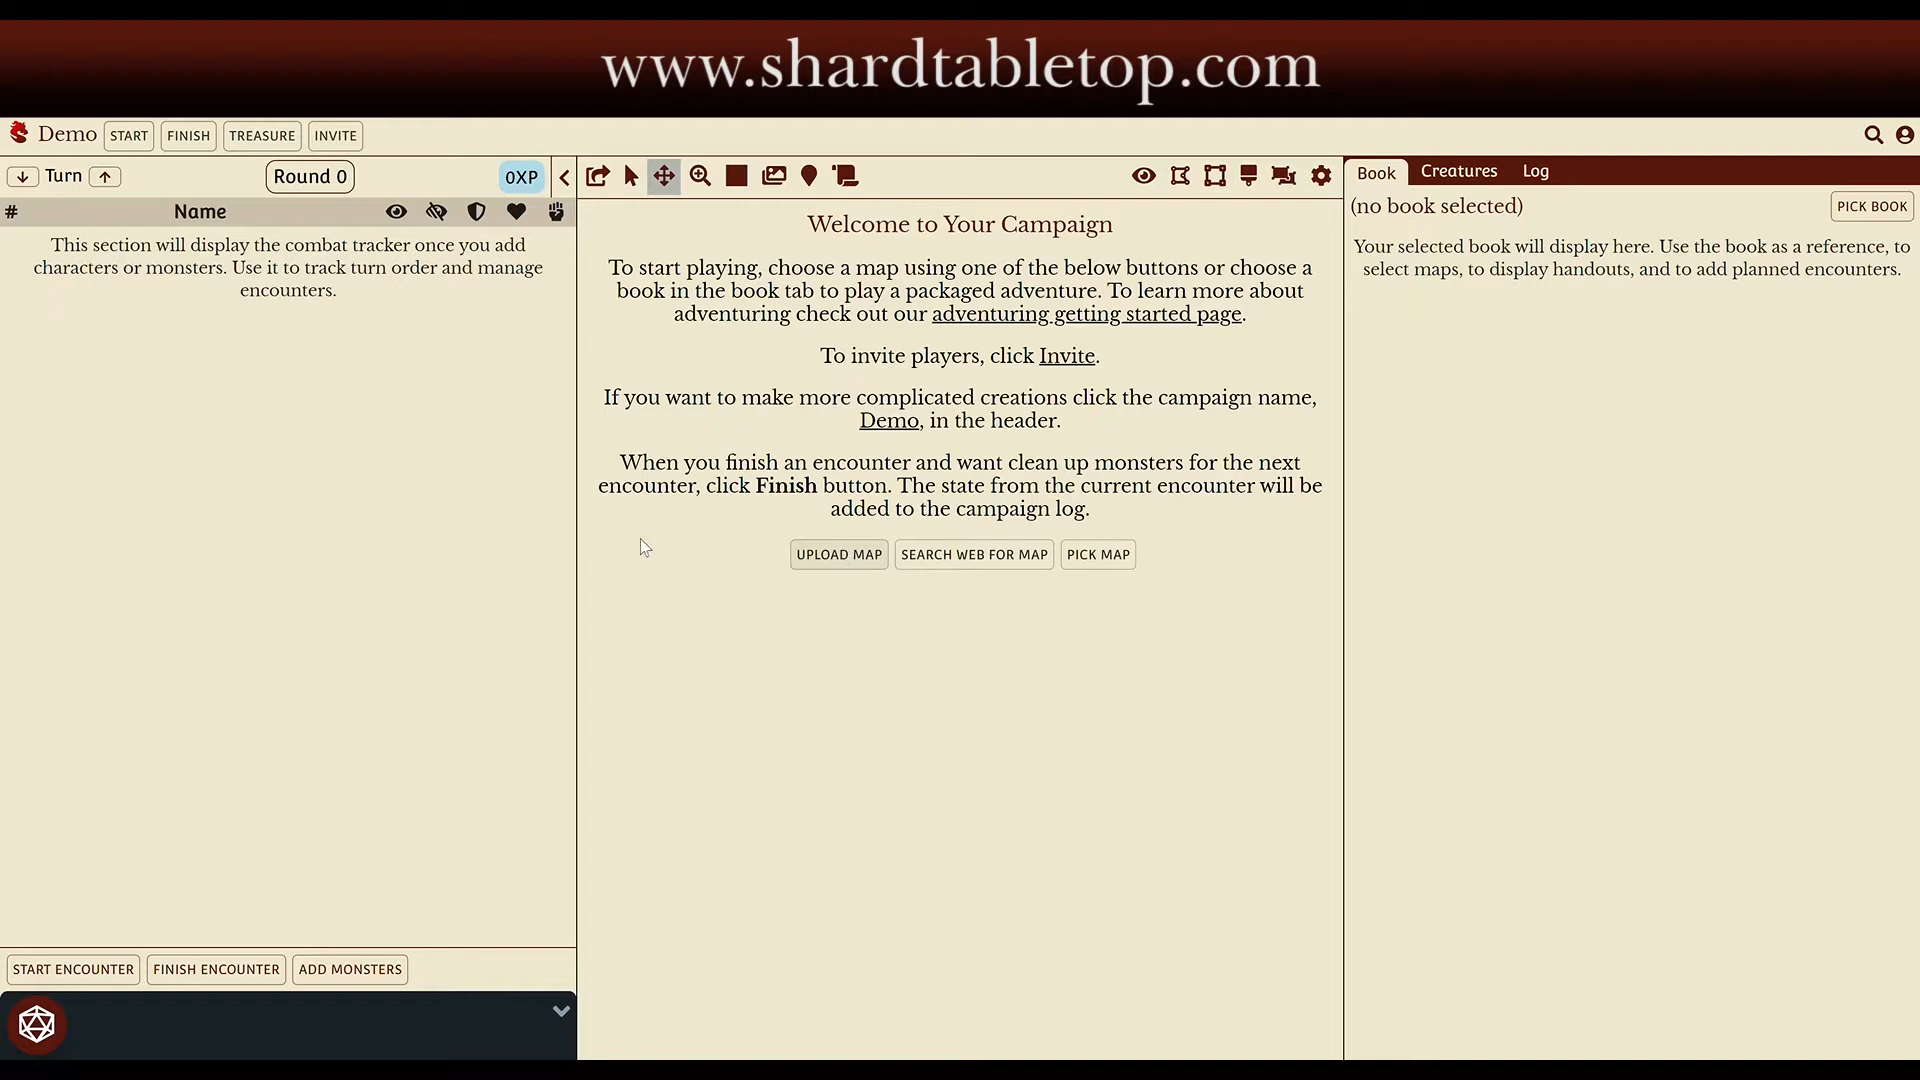 www.shardtabletop.com
Demo START FINISH TREASURE INVITE
Turn Round 0 0XP
# Name
This section will display the combat tracker once you add
characters or monsters. Use it to track turn order and manage
encounters.
START ENCOUNTER FINISH ENCOUNTER ADD MONSTERS
Welcome to Your Campaign
To start playing, choose a map using one of the below buttons or choose a
book in the book tab to play a packaged adventure. To learn more about
adventuring check out our adventuring getting started page.
To invite players, click Invite.
If you want to make more complicated creations click the campaign name,
Demo, in the header.
When you finish an encounter and want clean up monsters for the next
encounter, click Finish button. The state from the current encounter will be
added to the campaign log.
UPLOAD MAP SEARCH WEB FOR MAP PICK MAP
Book Creatures Log
(no book selected) PICK BOOK
Your selected book will display here. Use the book as a reference, to
select maps, to display handouts, and to add planned encounters.